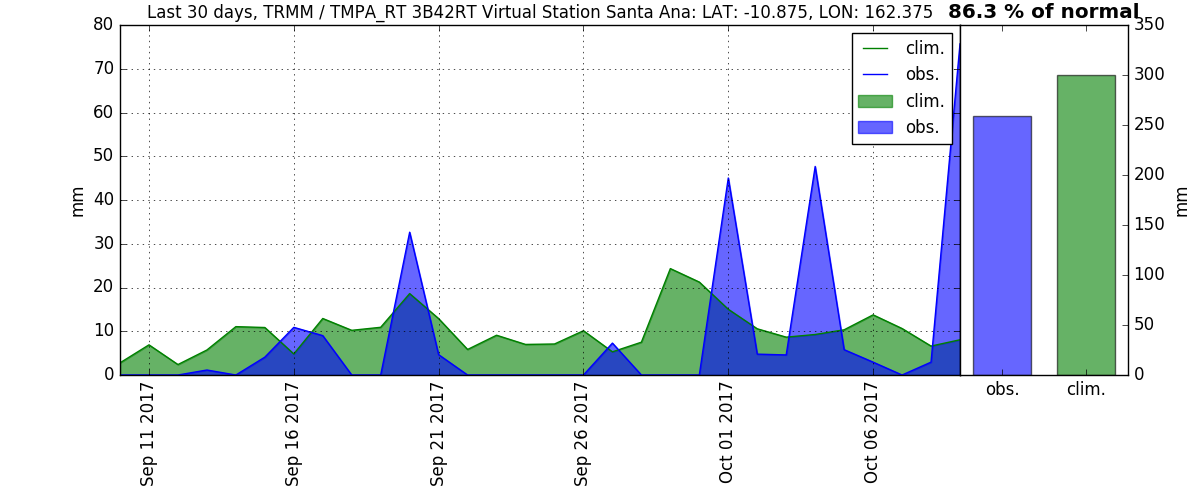 Last 30 days, TRMM / TMPA_RT 3B42RT Virtual Station Santa Ana: LAT: -10.875, LON: 162.375
86.3 % of normal
80
70
60
50
40
30
20
10
0
mm
clim.
obs.
clim.
obs.
Sep 11 2017
Sep 16 2017
Sep 21 2017
Sep 26 2017
Oct 01 2017
Oct 06 2017
350
300
250
200
150
100
50
0
mm
obs.
clim.